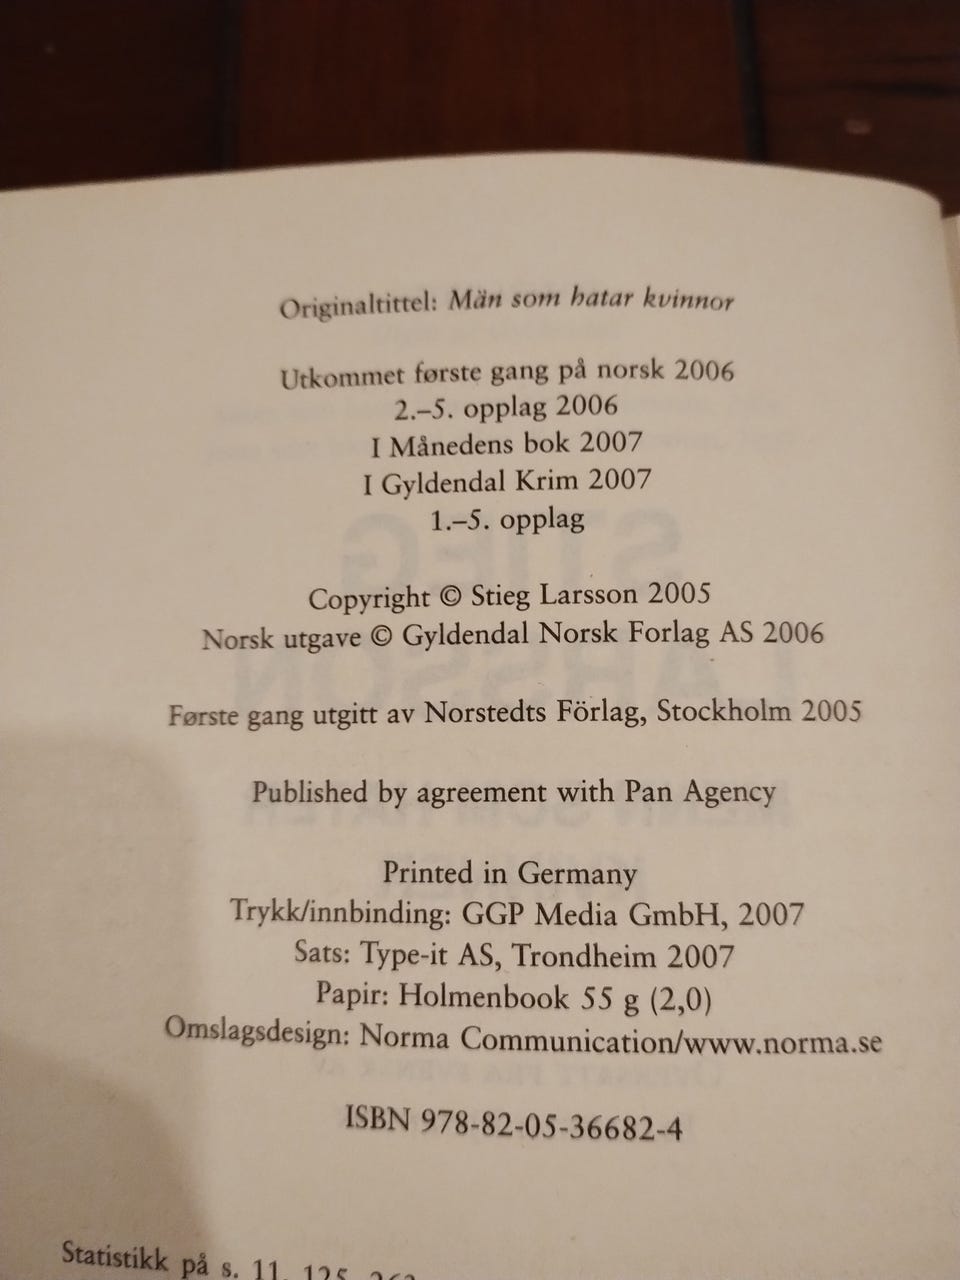 Originaltittel: Män som hatar kvinnor
Utkommet første gang på norsk 2006
2.–5. opplag 2006
I Månedens bok 2007
I Gyldendal Krim 2007
1.–5. opplag
Copyright © Stieg Larsson 2005
Norsk utgave © Gyldendal Norsk Forlag AS 2006
Første gang utgitt av Norstedts Förlag, Stockholm 2005
Published by agreement with Pan Agency
Printed in Germany
Trykk/innbinding: GGP Media GmbH, 2007
Sats: Type-it AS, Trondheim 2007
Papir: Holmenbook 55 g (2,0)
Omslagsdesign: Norma Communication/www.norma.se
ISBN 978-82-05-36682-4
Statistikk på s. 11, 125,